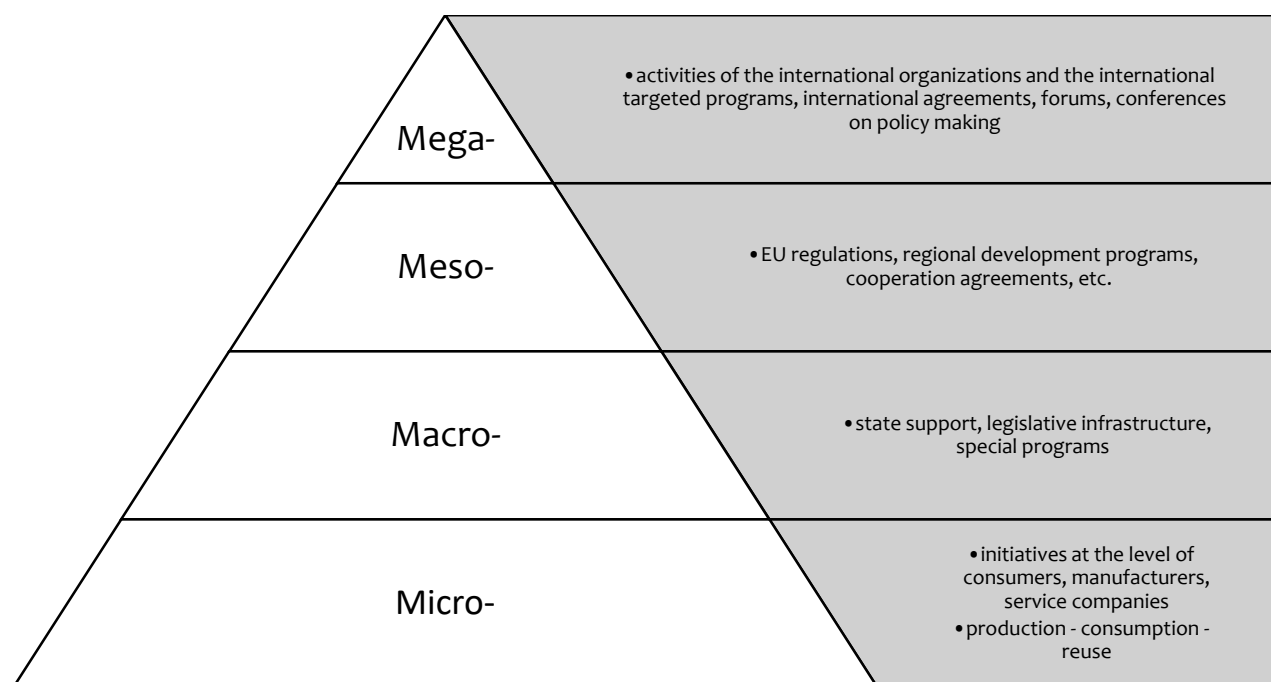 Mega-
•activities of the international organizations and the international
targeted programs, international agreements, forums, conferences
on policy making
Meso-
•EU regulations, regional development programs,
cooperation agreements, etc.
Macro-
•state support, legislative infrastructure,
special programs
Micro-
•initiatives at the level of
consumers, manufacturers,
service companies
•production - consumption -
reuse